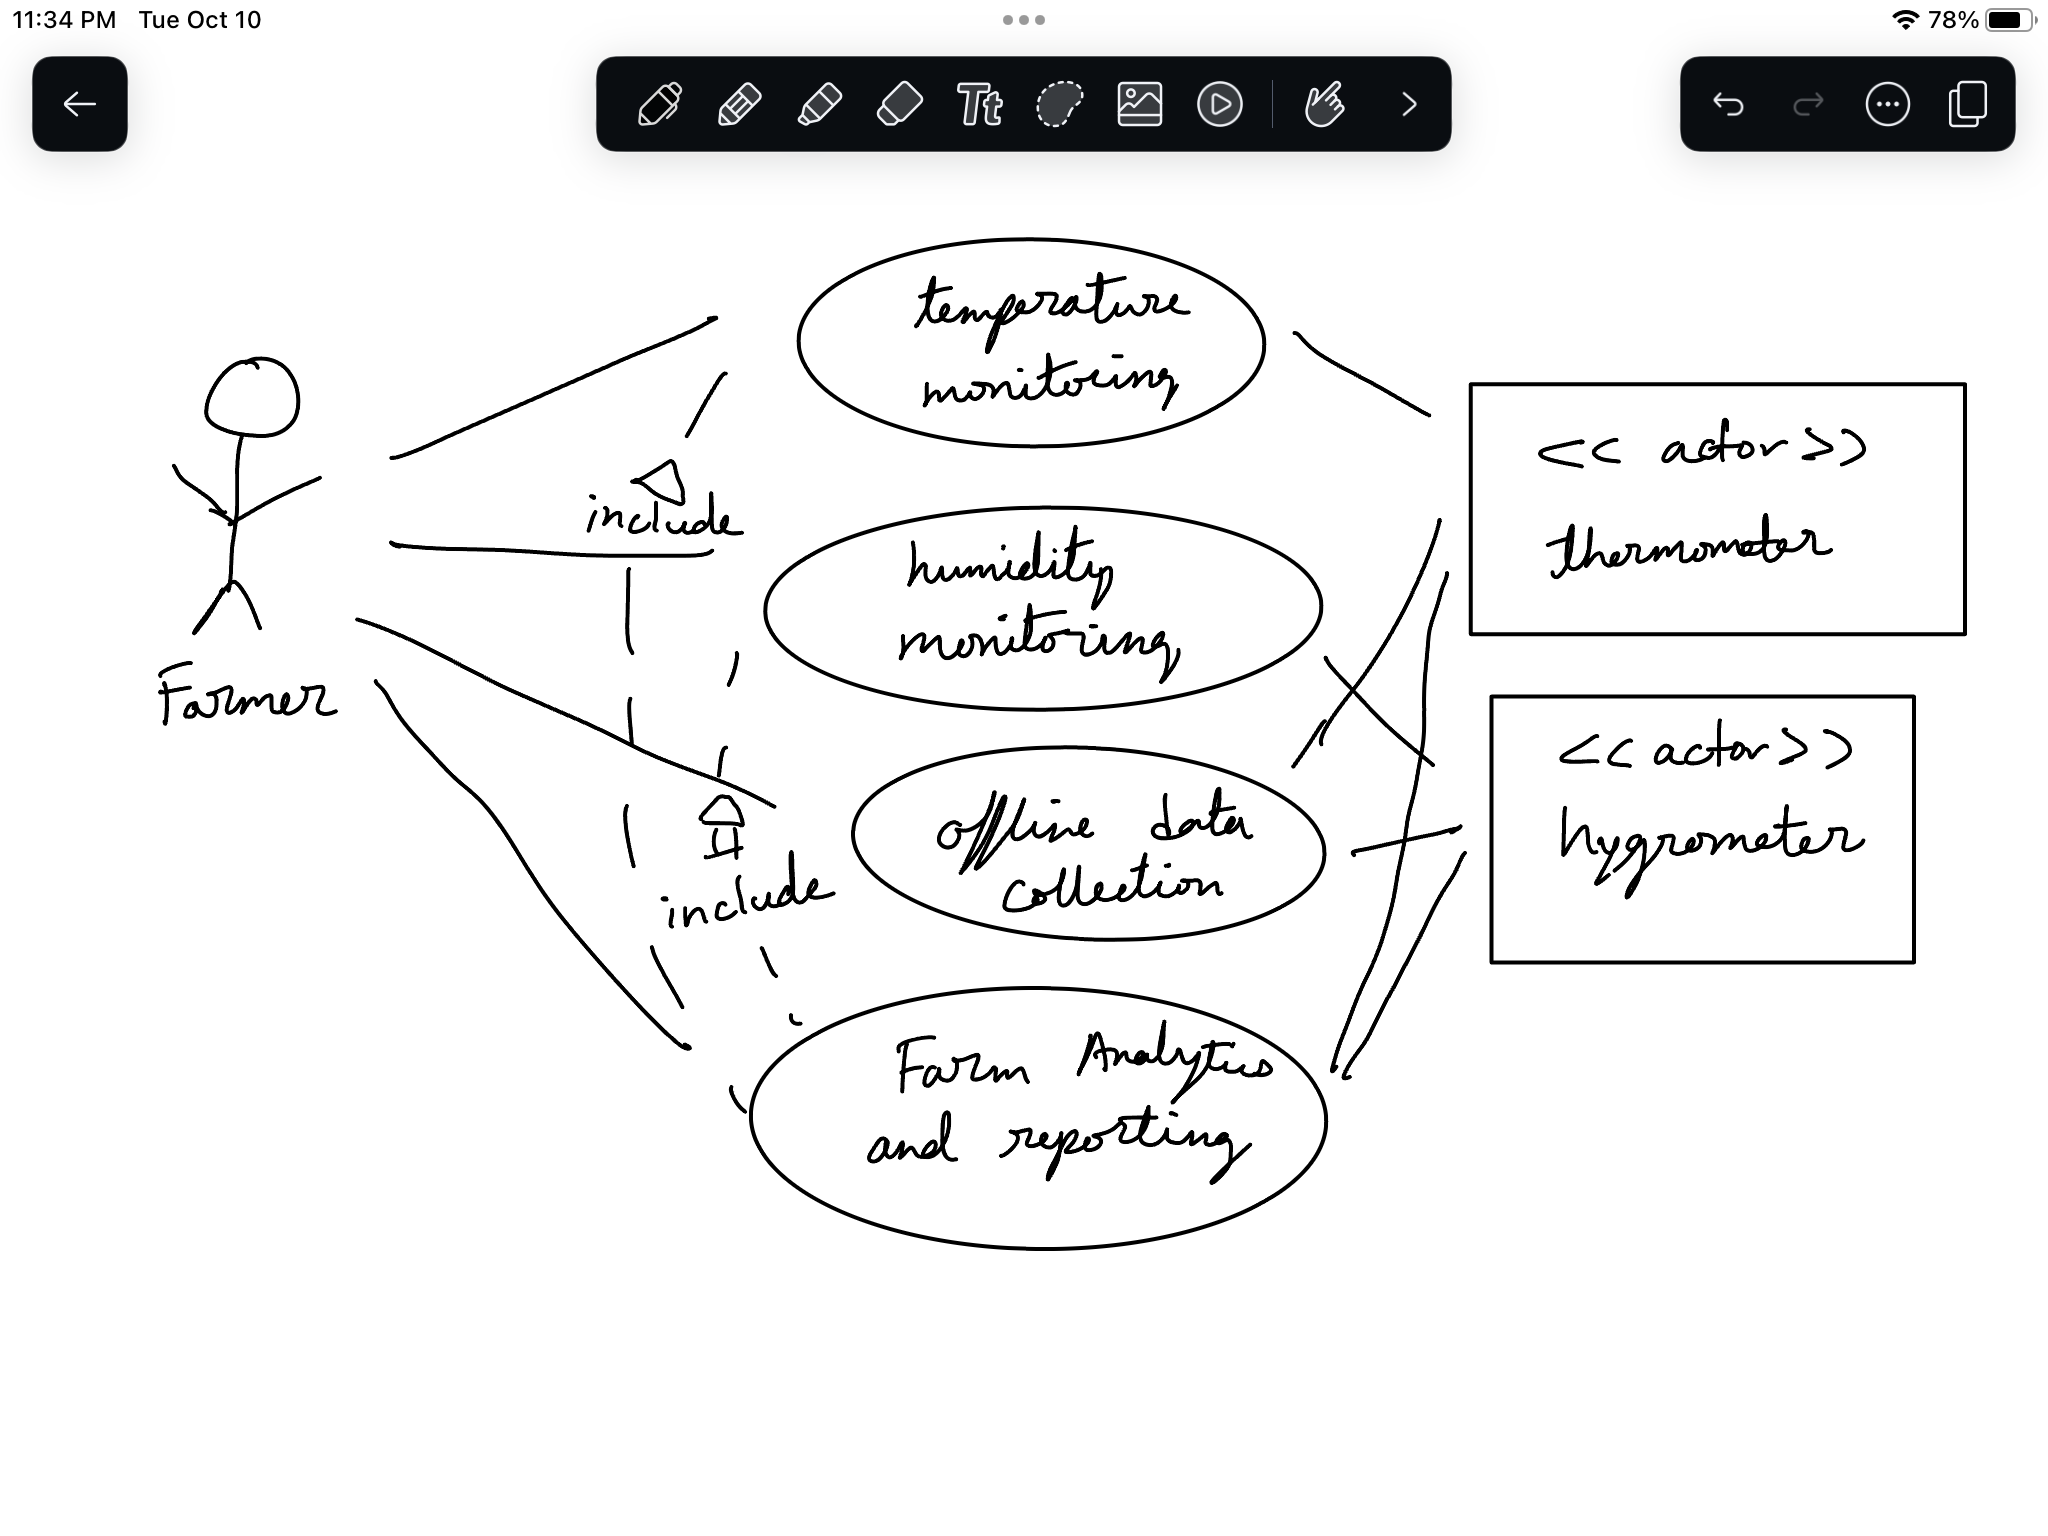 11:34 PM Tue Oct 10
78%
Tt
temperature
monitoring
include
humidity
monitoring
Farmer
<< actor >>
thermometer
<< actor >>
hygrometer
offline data
collection
include
Farm Analytics
and reporting